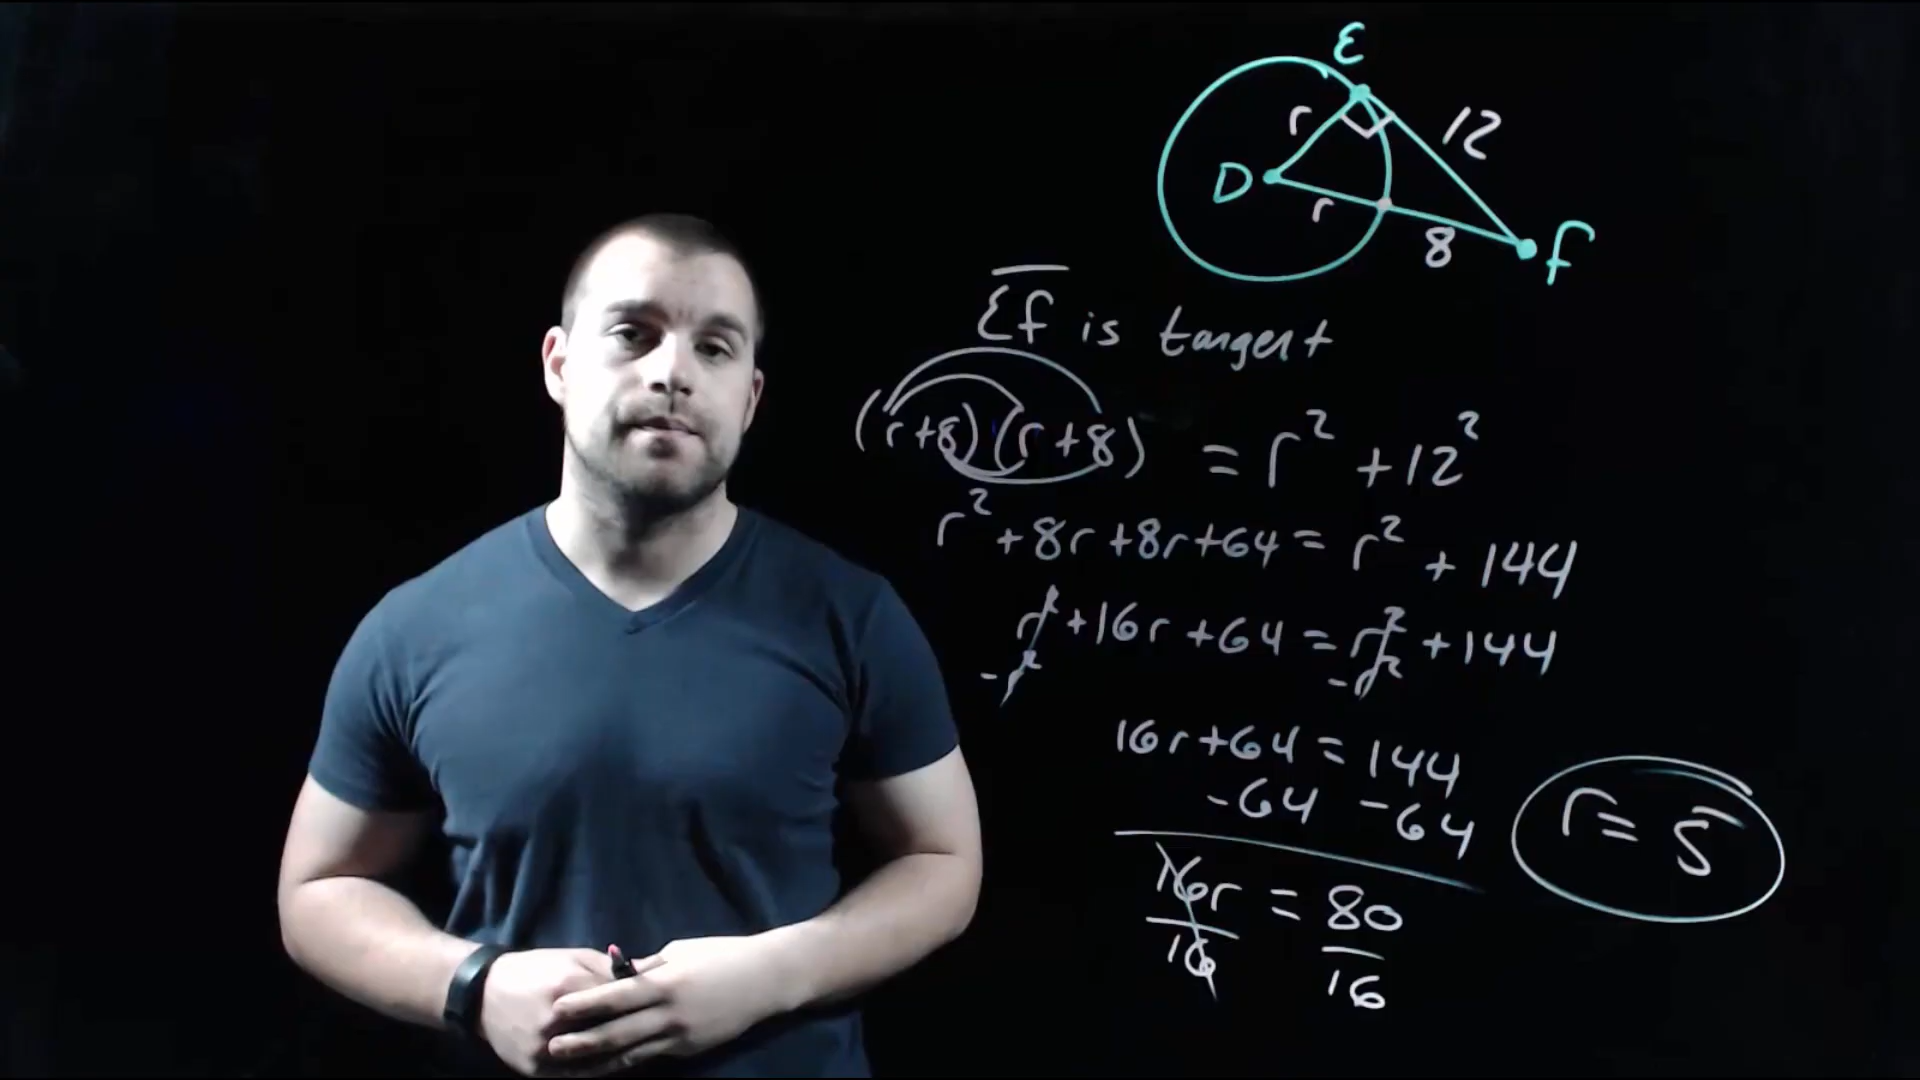 E
r
12
D
r
8
F
EF is tangent
(r+8)(r+8) = r² + 12²
r² + 8r + 8r + 64 = r² + 144
r² + 16r + 64 = r² + 144
-r² -r²
16r + 64 = 144
-64 -64
16r = 80
16 16
r = 5